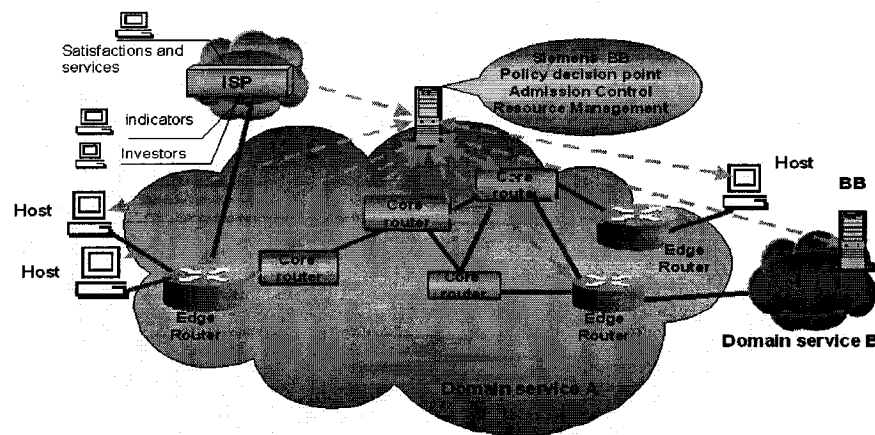 Satisfactions and
services
ISP
Siemens BB
Policy decision point
Admission Control
Resource Management
indicators
Investors
Host
Host
Host
BB
Core
router
Core
router
Core
router
Core
router
Edge
Router
Edge
Router
Edge
Router
Domain service B
Domain service A